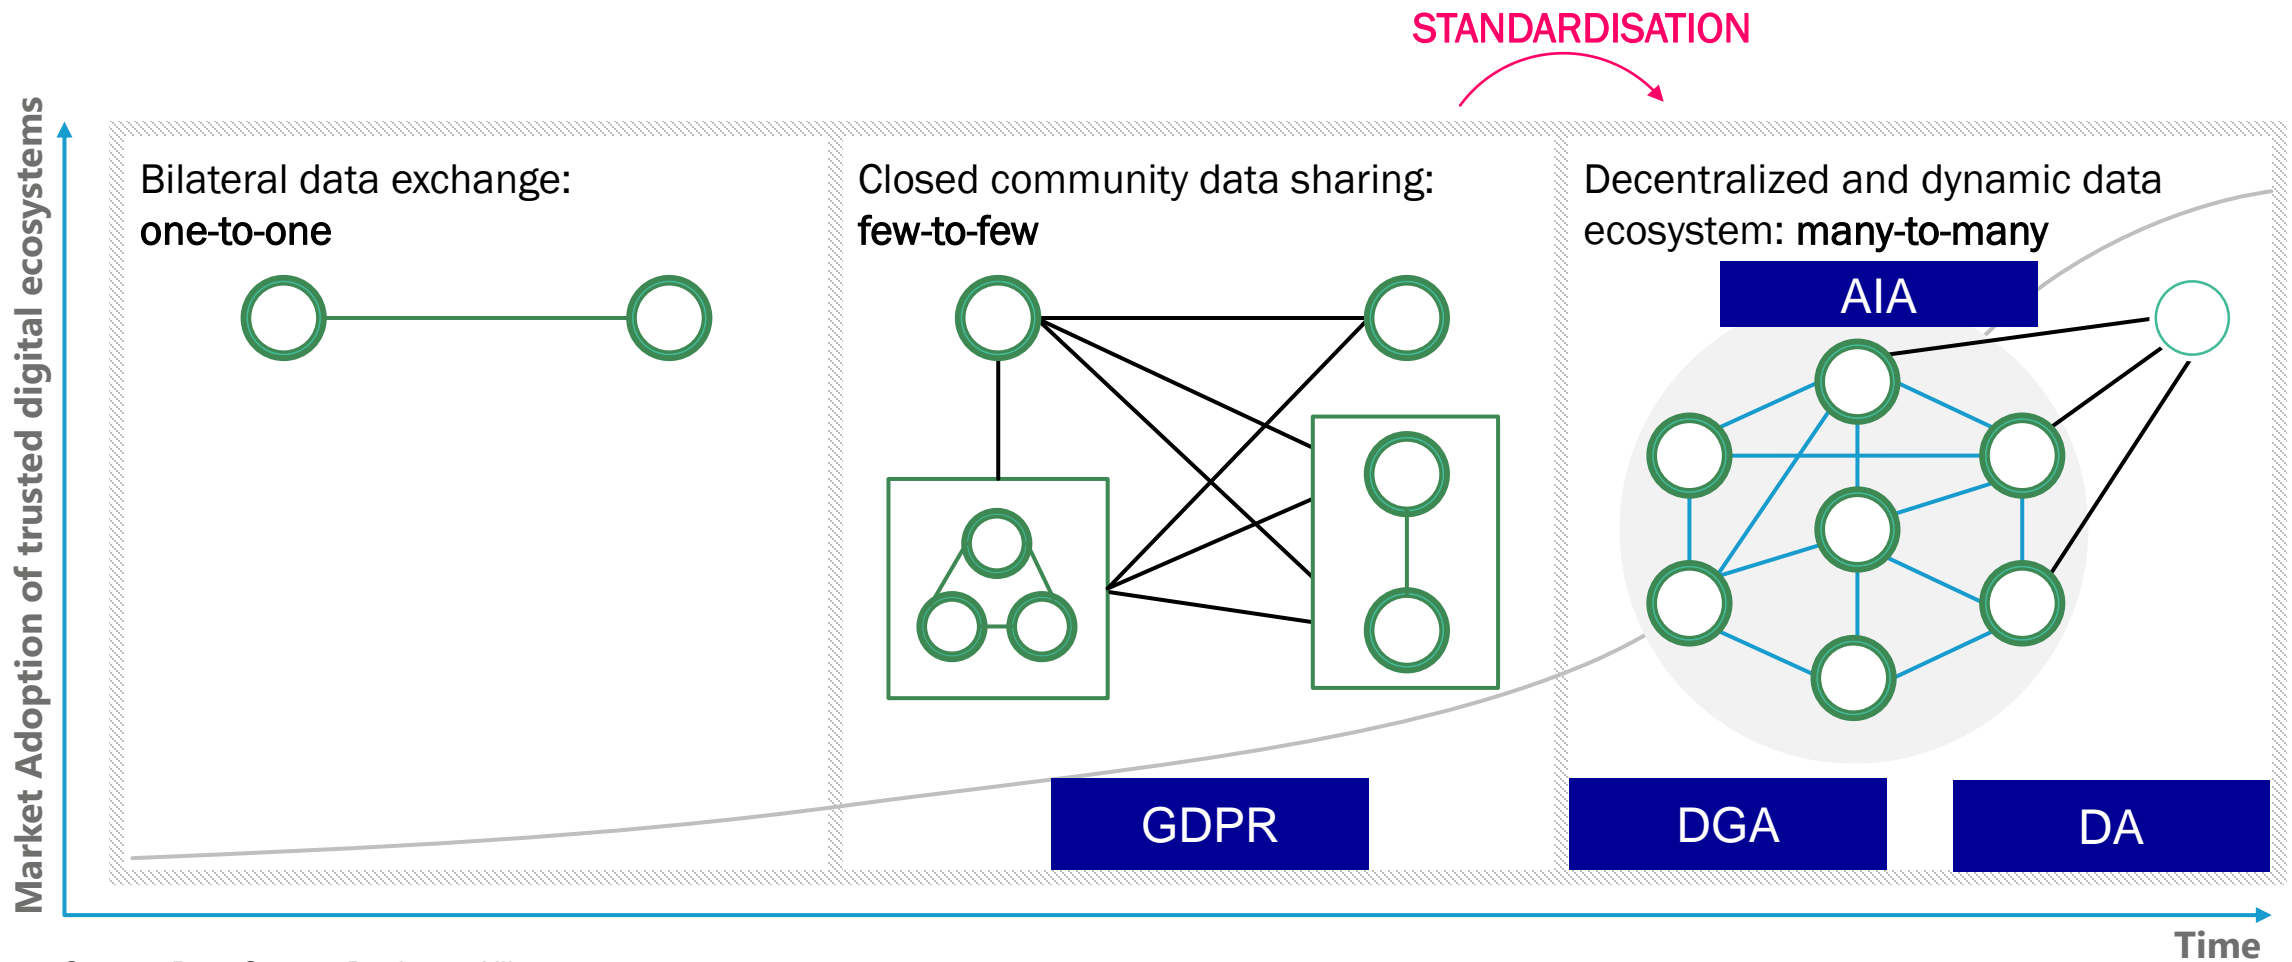 STANDARDISATION
Market Adoption of trusted digital ecosystems
Bilateral data exchange:
one-to-one
Closed community data sharing:
few-to-few
Decentralized and dynamic data
ecosystem: many-to-many
AIA
GDPR
DGA
DA
Time